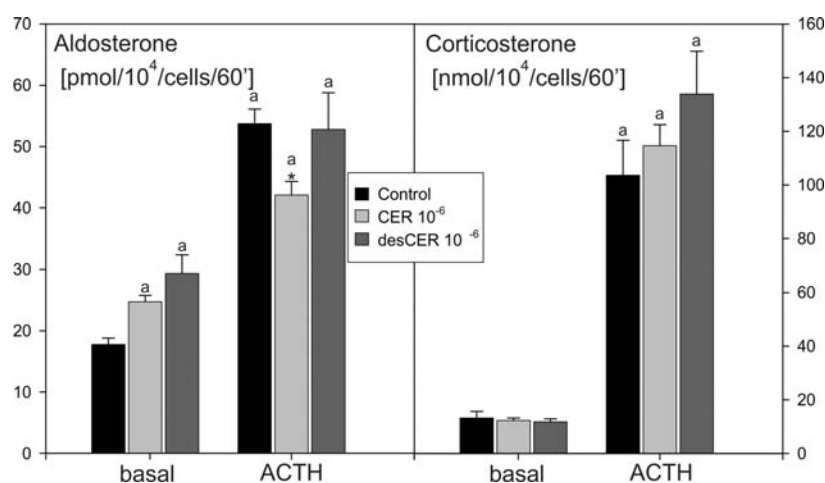 70
60
50
40
30
20
10
0
Aldosterone
[pmol/10⁴/cells/60']
a
a
a
a
*
a
basal
ACTH
Control
CER 10⁻⁶
desCER 10⁻⁶
Corticosterone
[nmol/10⁴/cells/60']
a
a
a
basal
ACTH
160
140
120
100
80
60
40
20
0